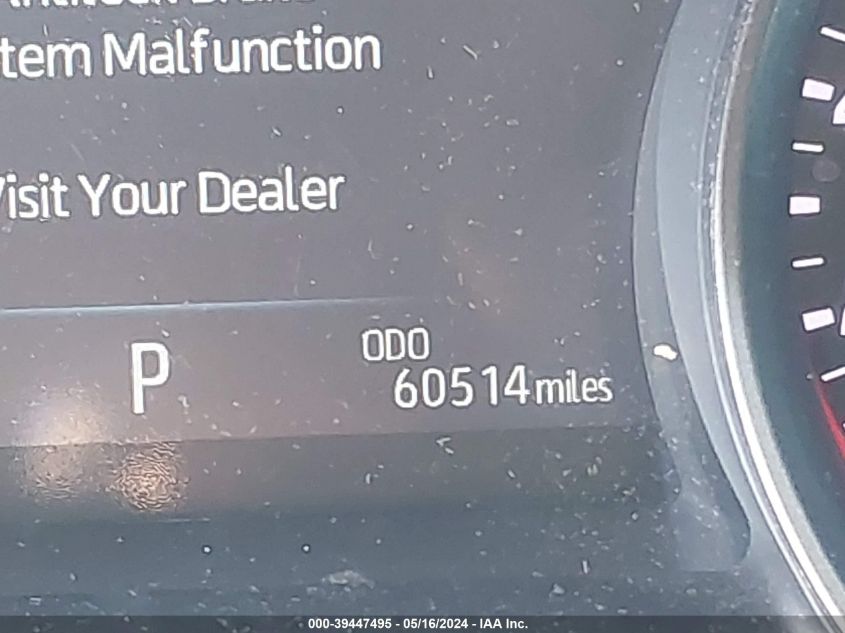 tem Malfunction
Visit Your Dealer
P
ODO
60514 miles
000-39447495 - 05/16/2024 - IAA Inc.